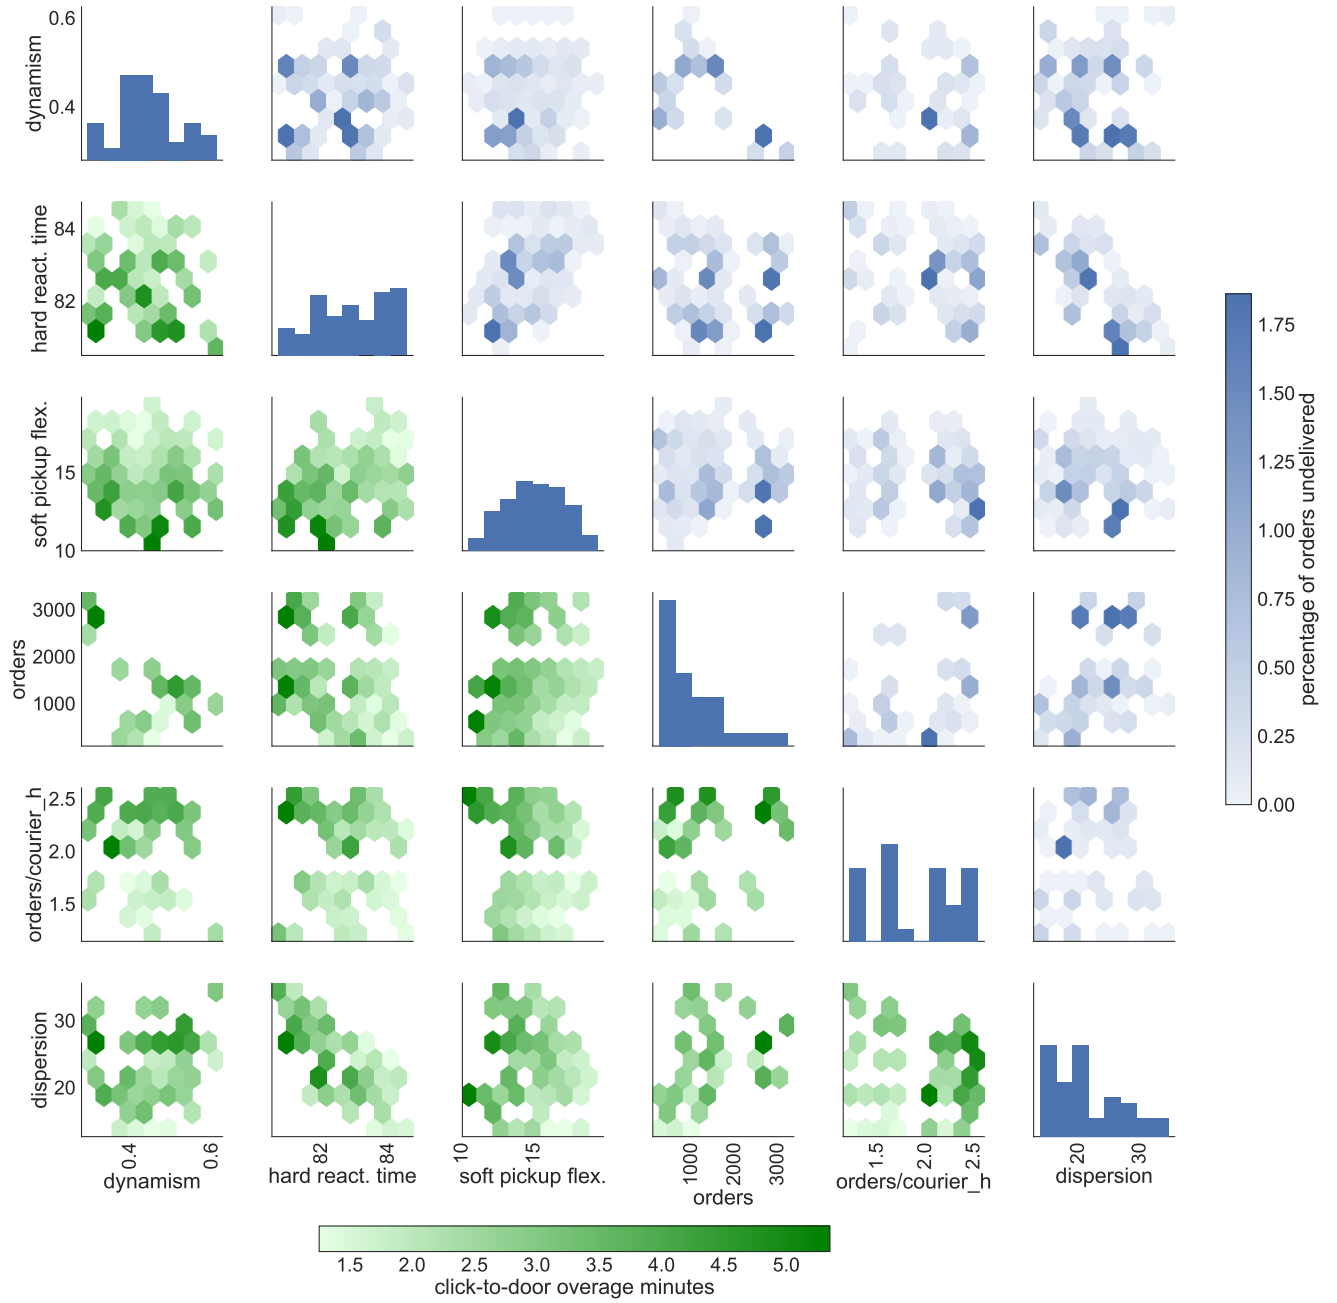 0.6
dynamism
0.4
hard react. time
84
82
soft pickup flex.
15
10
orders
3000
2000
1000
orders/courier_h
2.5
2.0
1.5
dispersion
30
20
0.4 0.6
dynamism
82 84
hard react. time
10 15
soft pickup flex.
1000 2000 3000
orders
1.5 2.0 2.5
orders/courier_h
20 30
dispersion
1.75
1.50
1.25
1.00
0.75
0.50
0.25
0.00
percentage of orders undelivered
1.5 2.0 2.5 3.0 3.5 4.0 4.5 5.0
click-to-door overage minutes